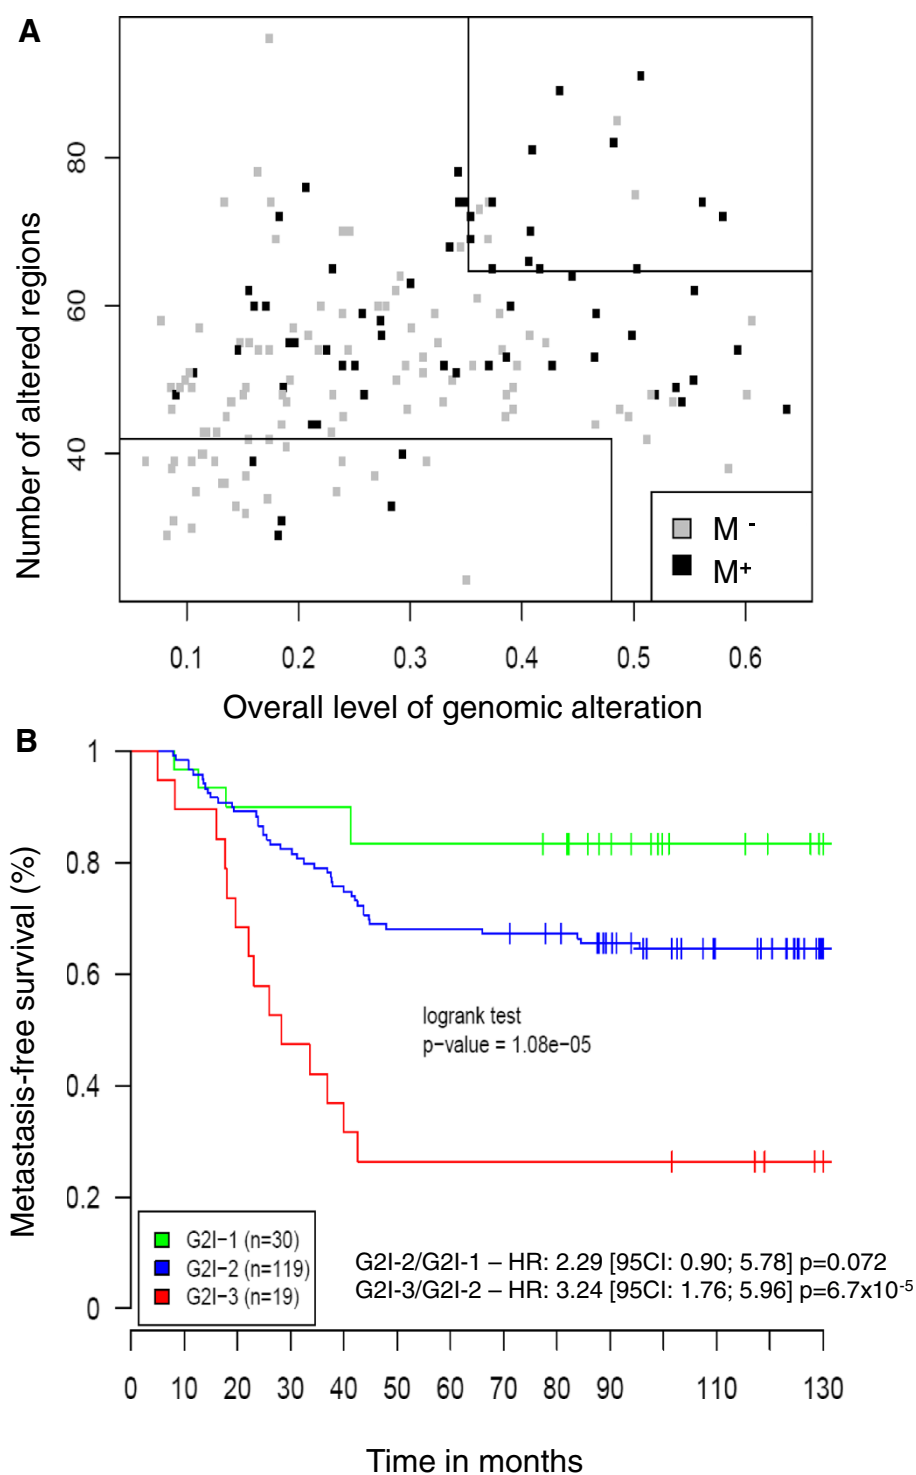 A
Number of altered regions
80
60
40
M -
M+
0.1 0.2 0.3 0.4 0.5 0.6
Overall level of genomic alteration
B
Metastasis-free survival (%)
1
0.8
0.6
0.4
0.2
0
logrank test
p−value = 1.08e−05
G2I−1 (n=30)
G2I−2 (n=119)
G2I−3 (n=19)
G2I-2/G2I-1 – HR: 2.29 [95CI: 0.90; 5.78] p=0.072
G2I-3/G2I-2 – HR: 3.24 [95CI: 1.76; 5.96] p=6.7x10-5
0 10 20 30 40 50 60 70 80 90 110 130
Time in months